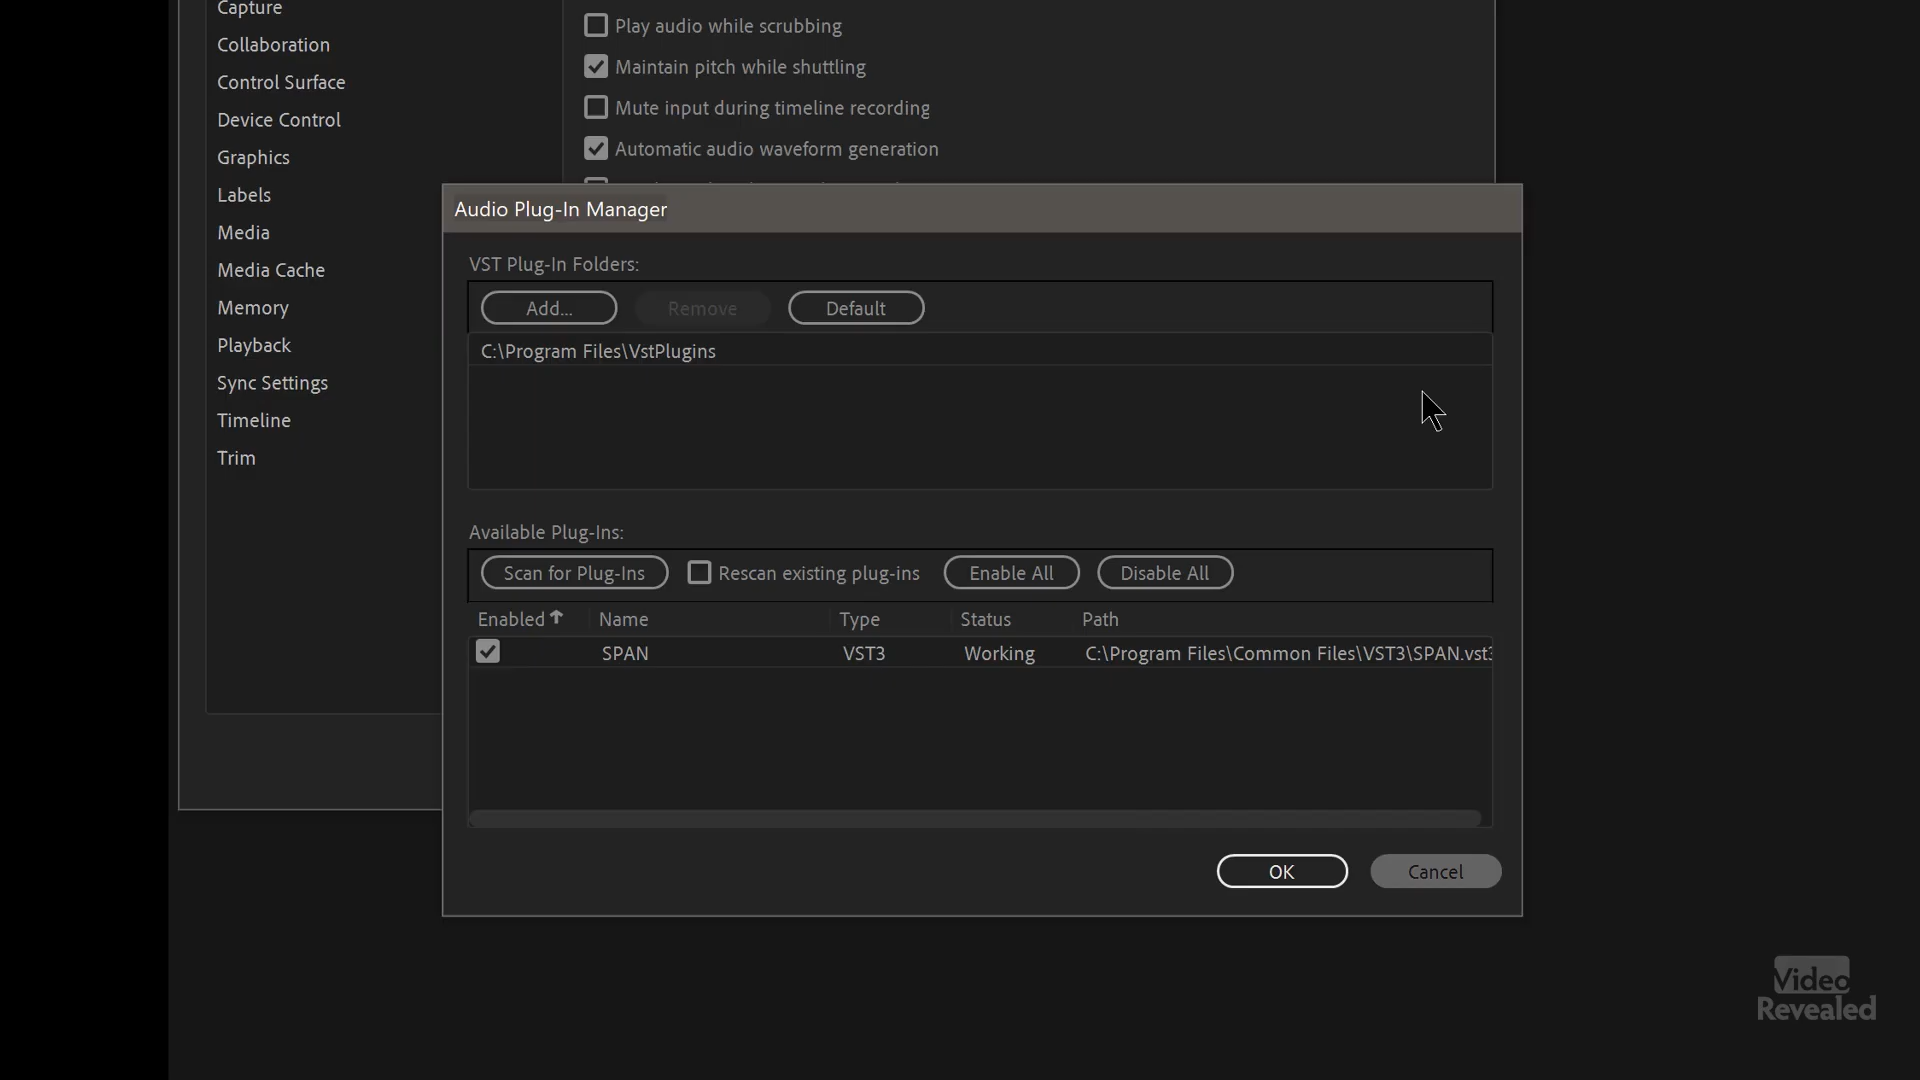 Capture
Collaboration
Control Surface
Device Control
Graphics
Labels
Media
Media Cache
Memory
Playback
Sync Settings
Timeline
Trim
Play audio while scrubbing
Maintain pitch while shuttling
Mute input during timeline recording
Automatic audio waveform generation
Audio Plug-In Manager
VST Plug-In Folders:
Add... Remove Default
C:\Program Files\VstPlugins
Available Plug-Ins:
Scan for Plug-Ins Rescan existing plug-ins Enable All Disable All
Enabled Name Type Status Path
SPAN VST3 Working C:\Program Files\Common Files\VST3\SPAN.vst3
OK Cancel
Video
Revealed